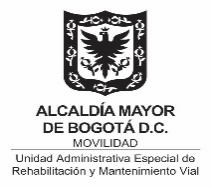 ALCALDÍA MAYOR
DE BOGOTÁ D.C.
MOVILIDAD
Unidad Administrativa Especial de
Rehabilitación y Mantenimiento Vial